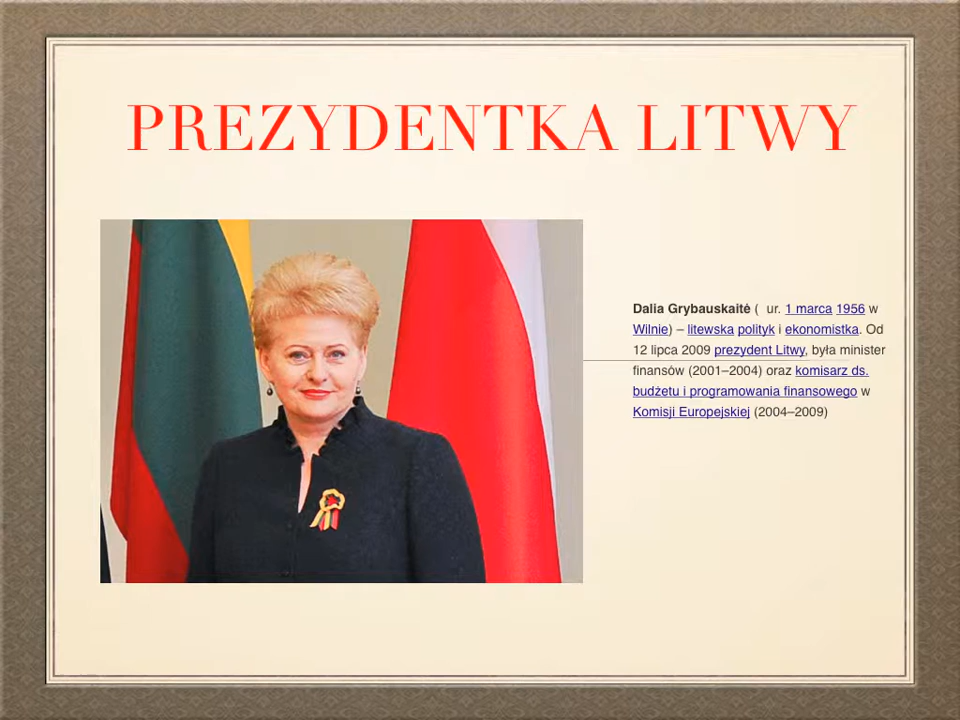 PREZYDENTKA LITWY
Dalia Grybauskaitė (  ur. 1 marca 1956 w
Wilnie) – litewska polityk i ekonomistka. Od
12 lipca 2009 prezydent Litwy, była minister
finansów (2001–2004) oraz komisarz ds.
budżetu i programowania finansowego w
Komisji Europejskiej (2004–2009)